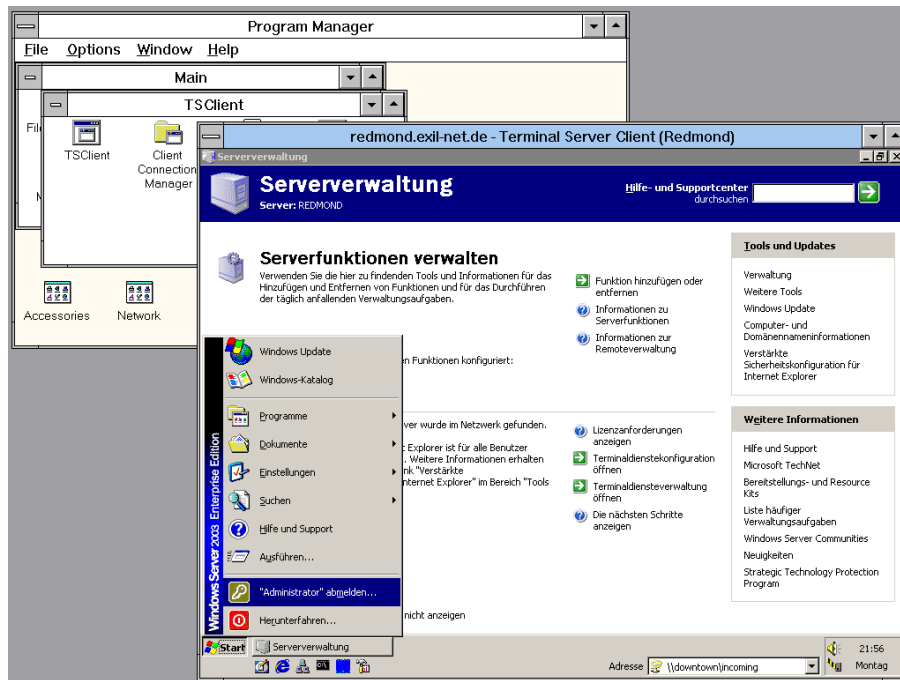 Program Manager
File Options Window Help
Main
TSClient
TSClient
Client
Connection
Manager
Accessories
Network
redmond.exil-net.de - Terminal Server Client (Redmond)
Serververwaltung
Serververwaltung
Server: REDMOND
Hilfe- und Supportcenter
durchsuchen
Serverfunktionen verwalten
Verwenden Sie die hier zu findenden Tools und Informationen für das
Hinzufügen und Entfernen von Funktionen und für das Durchführen
der täglich anfallenden Verwaltungsaufgaben.
Funktion hinzufügen oder
entfernen
Informationen zu
Serverfunktionen
Informationen zur
Remoteverwaltung
en Funktionen konfiguriert:
ver wurde im Netzwerk gefunden.
Explorer ist für alle Benutzer
. Weitere Informationen erhalten
nk "Verstärkte
nternet Explorer" im Bereich "Tools
Lizenzanforderungen
anzeigen
Terminaldienstekonfiguration
öffnen
Terminaldiensteverwaltung
öffnen
Die nächsten Schritte
anzeigen
nicht anzeigen
Tools und Updates
Verwaltung
Weitere Tools
Windows Update
Computer- und
Domänennameninformationen
Verstärkte
Sicherheitskonfiguration für
Internet Explorer
Weitere Informationen
Hilfe und Support
Microsoft TechNet
Bereitstellungs- und Resource
Kits
Liste häufiger
Verwaltungsaufgaben
Windows Server Communities
Neuigkeiten
Strategic Technology Protection
Program
Windows Server 2003 Enterprise Edition
Windows Update
Windows-Katalog
Programme
Dokumente
Einstellungen
Suchen
Hilfe und Support
Ausführen...
"Administrator" abmelden...
Herunterfahren...
Start
Serververwaltung
Adresse \\downtown\incoming
21:56
Montag